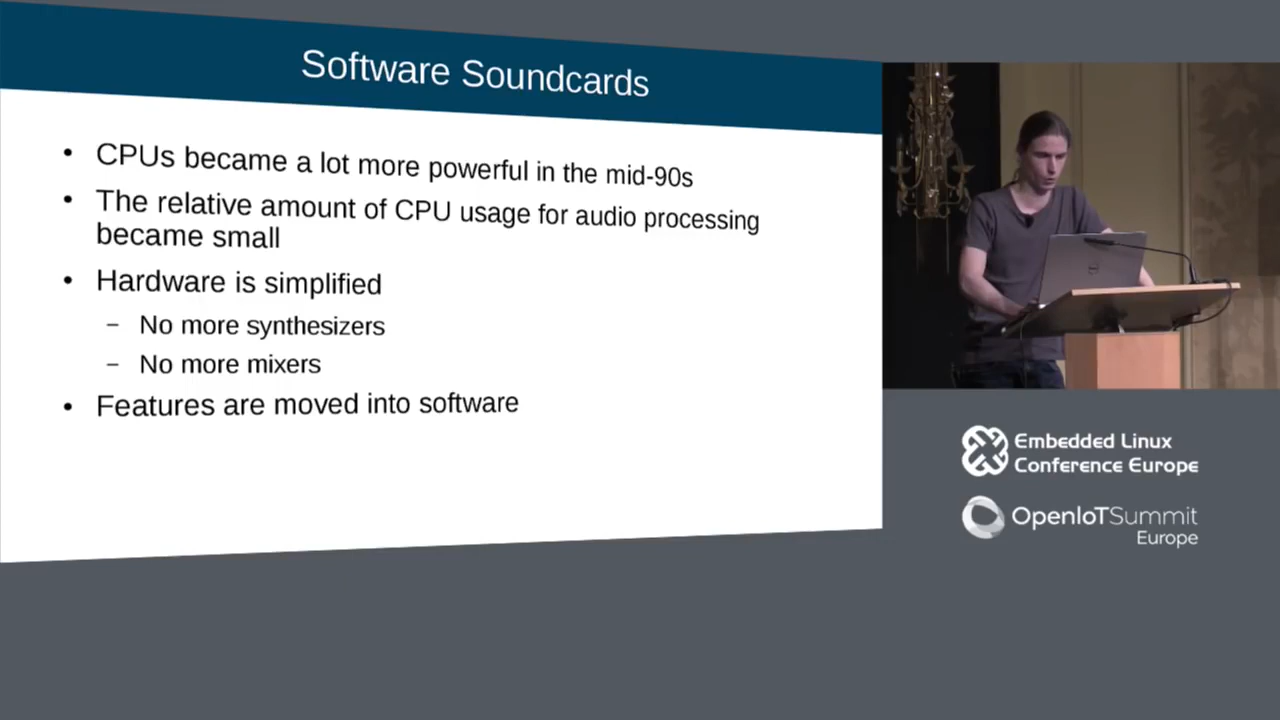 Software Soundcards
• CPUs became a lot more powerful in the mid-90s
• The relative amount of CPU usage for audio processing
became small
• Hardware is simplified
– No more synthesizers
– No more mixers
• Features are moved into software
Embedded Linux
Conference Europe
OpenIoTSummit
Europe